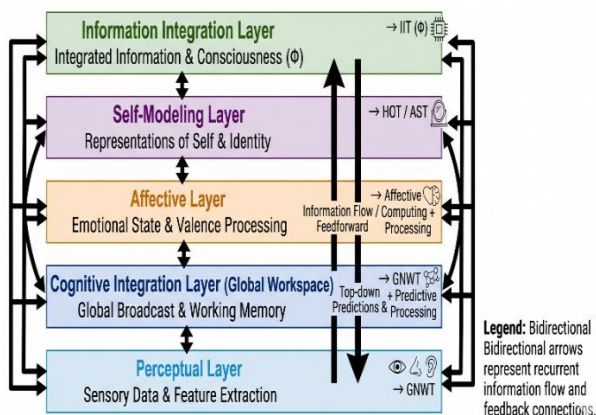 Information Integration Layer
→ IIT (Φ)
Integrated Information & Consciousness (Φ)
Self-Modeling Layer
→ HOT / AST
Representations of Self & Identity
Affective Layer
→ Affective
Information Flow / Computing +
Feedforward Processing
Emotional State & Valence Processing
Cognitive Integration Layer (Global Workspace)
→ GNWT
Top-down + Predictive
Predictions & Processing
Global Broadcast & Working Memory
Perceptual Layer
Sensory Data & Feature Extraction
→ GNWT
Legend: Bidirectional
Bidirectional arrows
represent recurrent
information flow and
feedback connections.